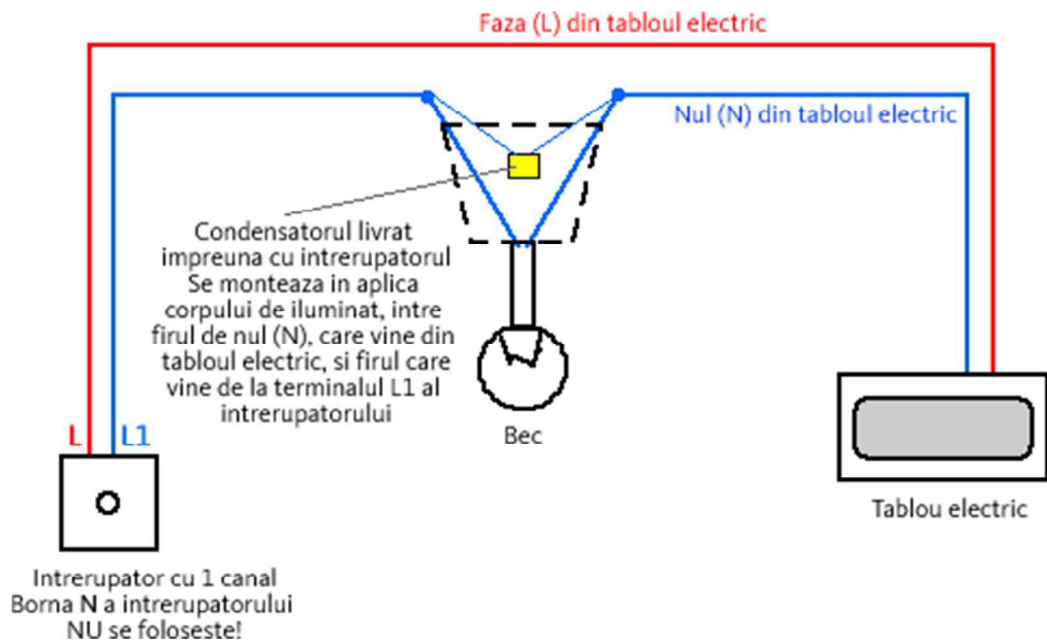 Faza (L) din tabloul electric
Nul (N) din tabloul electric
Condensatorul livrat
impreuna cu intrerupatorul
Se monteaza in aplica
corpului de iluminat, intre
firul de nul (N), care vine din
tabloul electric, si firul care
vine de la terminalul L1 al
intrerupatorului
Bec
L L1
Tablou electric
Intrerupator cu 1 canal
Borna N a intrerupatorului
NU se foloseste!